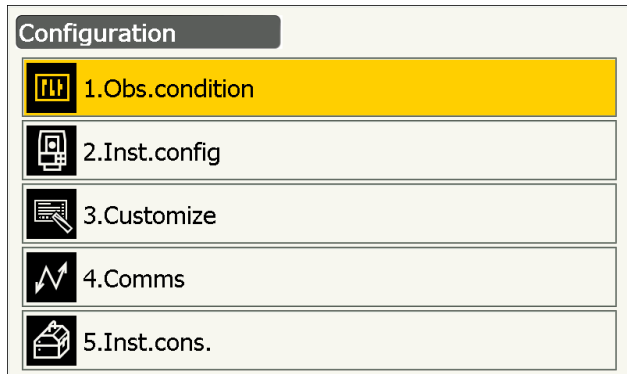 Configuration
1.Obs.condition
2.Inst.config
3.Customize
4.Comms
5.Inst.cons.